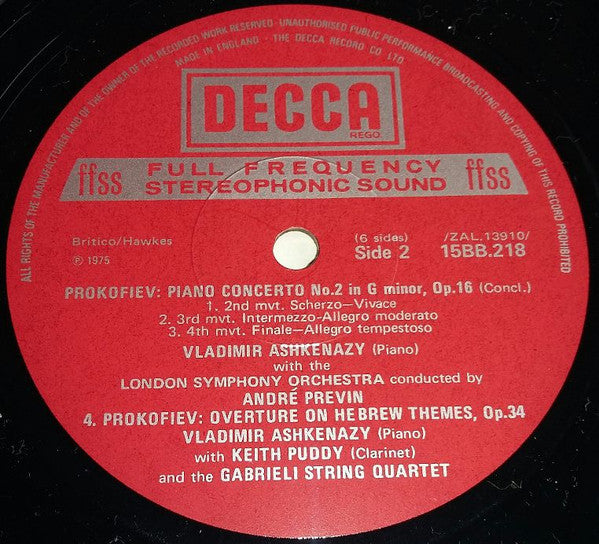 ALL RIGHTS OF THE MANUFACTURER AND OF THE OWNER OF THE RECORDED WORK RESERVED · UNAUTHORISED PUBLIC PERFORMANCE BROADCASTING AND COPYING OF THIS RECORD PROHIBITED
MADE IN ENGLAND · THE DECCA RECORD CO LTD.
DECCA
REGD.
ffss FULL FREQUENCY ffss
STEREOPHONIC SOUND
Britico/Hawkes
℗ 1975
(6 sides) /ZAL.13910/
Side 2 15BB.218
PROKOFIEV: PIANO CONCERTO No.2 in G minor, Op.16 (Concl.)
1. 2nd mvt. Scherzo—Vivace
2. 3rd mvt. Intermezzo-Allegro moderato
3. 4th mvt. Finale—Allegro tempestoso
VLADIMIR ASHKENAZY (Piano)
with the
LONDON SYMPHONY ORCHESTRA conducted by
ANDRÉ PREVIN
4. PROKOFIEV: OVERTURE ON HEBREW THEMES, Op.34
VLADIMIR ASHKENAZY (Piano)
with KEITH PUDDY (Clarinet)
and the GABRIELI STRING QUARTET